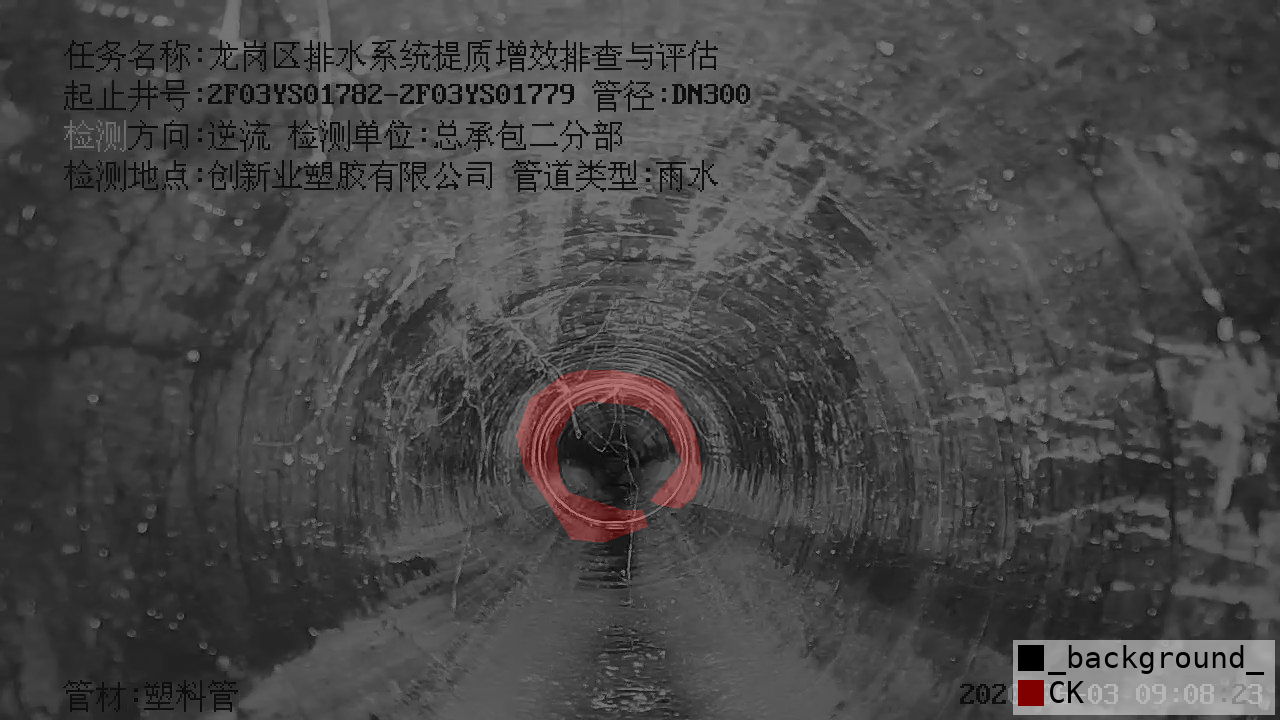 任务名称:龙岗区排水系统提质增效排查与评估
起止井号:2F03YS01782-2F03YS01779 管径:DN300
检测方向:逆流 检测单位:总承包二分部
检测地点:创新业塑胶有限公司 管道类型:雨水
_background_
CK
管材:塑料管
03 09:08:23